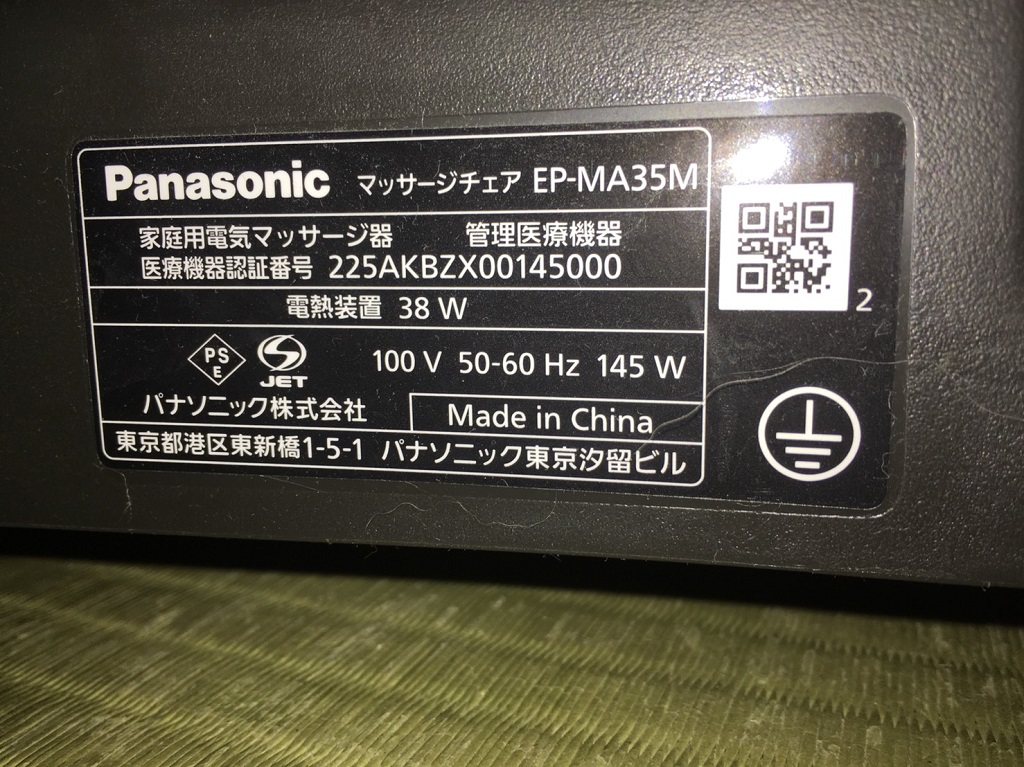 Panasonic マッサージチェア EP-MA35M
家庭用電気マッサージ器 管理医療機器
医療機器認証番号 225AKBZX00145000
電熱装置 38 W
PS
E
JET
100 V 50-60 Hz 145 W
パナソニック株式会社
Made in China
東京都港区東新橋1-5-1 パナソニック東京汐留ビル
2